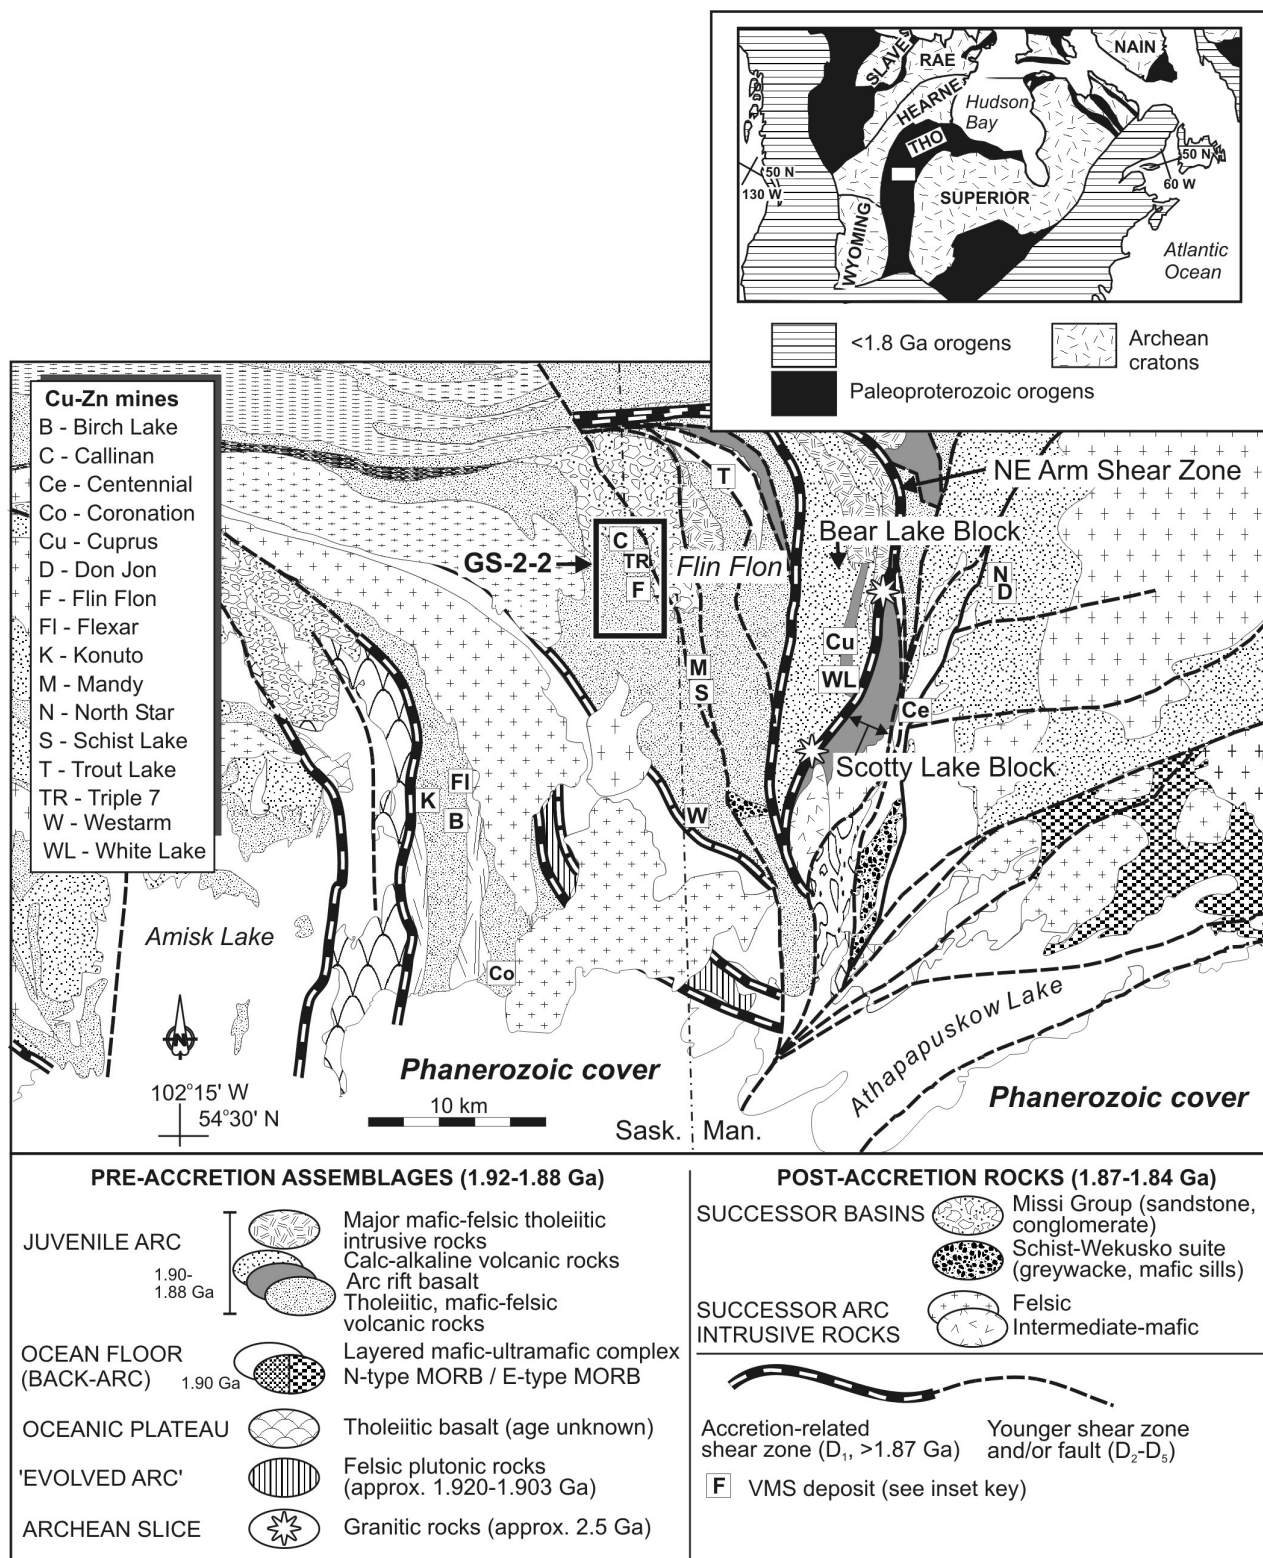 SLAVE
RAE
NAIN
HEARNE
Hudson
Bay
THO
50 N
130 W
50 N
60 W
SUPERIOR
WYOMING
Atlantic
Ocean
<1.8 Ga orogens
Archean
cratons
Paleoproterozoic orogens
Cu-Zn mines
B - Birch Lake
C - Callinan
Ce - Centennial
Co - Coronation
Cu - Cuprus
D - Don Jon
F - Flin Flon
Fl - Flexar
K - Konuto
M - Mandy
N - North Star
S - Schist Lake
T - Trout Lake
TR - Triple 7
W - Westarm
WL - White Lake
T
NE Arm Shear Zone
Bear Lake Block
C
GS-2-2
TR
Flin Flon
F
N
D
Cu
M
WL
S
Ce
Scotty Lake Block
Fl
K
B
W
Amisk Lake
Co
N
Athapapuskow Lake
Phanerozoic cover
Phanerozoic cover
102°15' W
54°30' N
10 km
Sask.
Man.
PRE-ACCRETION ASSEMBLAGES (1.92-1.88 Ga)
JUVENILE ARC
1.90-
1.88 Ga
Major mafic-felsic tholeiitic
intrusive rocks
Calc-alkaline volcanic rocks
Arc rift basalt
Tholeiitic, mafic-felsic
volcanic rocks
OCEAN FLOOR
(BACK-ARC)
1.90 Ga
Layered mafic-ultramafic complex
N-type MORB / E-type MORB
OCEANIC PLATEAU
Tholeiitic basalt (age unknown)
'EVOLVED ARC'
Felsic plutonic rocks
(approx. 1.920-1.903 Ga)
ARCHEAN SLICE
Granitic rocks (approx. 2.5 Ga)
POST-ACCRETION ROCKS (1.87-1.84 Ga)
SUCCESSOR BASINS
Missi Group (sandstone,
conglomerate)
Schist-Wekusko suite
(greywacke, mafic sills)
SUCCESSOR ARC
INTRUSIVE ROCKS
Felsic
Intermediate-mafic
Accretion-related
shear zone (D₁, >1.87 Ga)
Younger shear zone
and/or fault (D₂-D₅)
F
VMS deposit (see inset key)